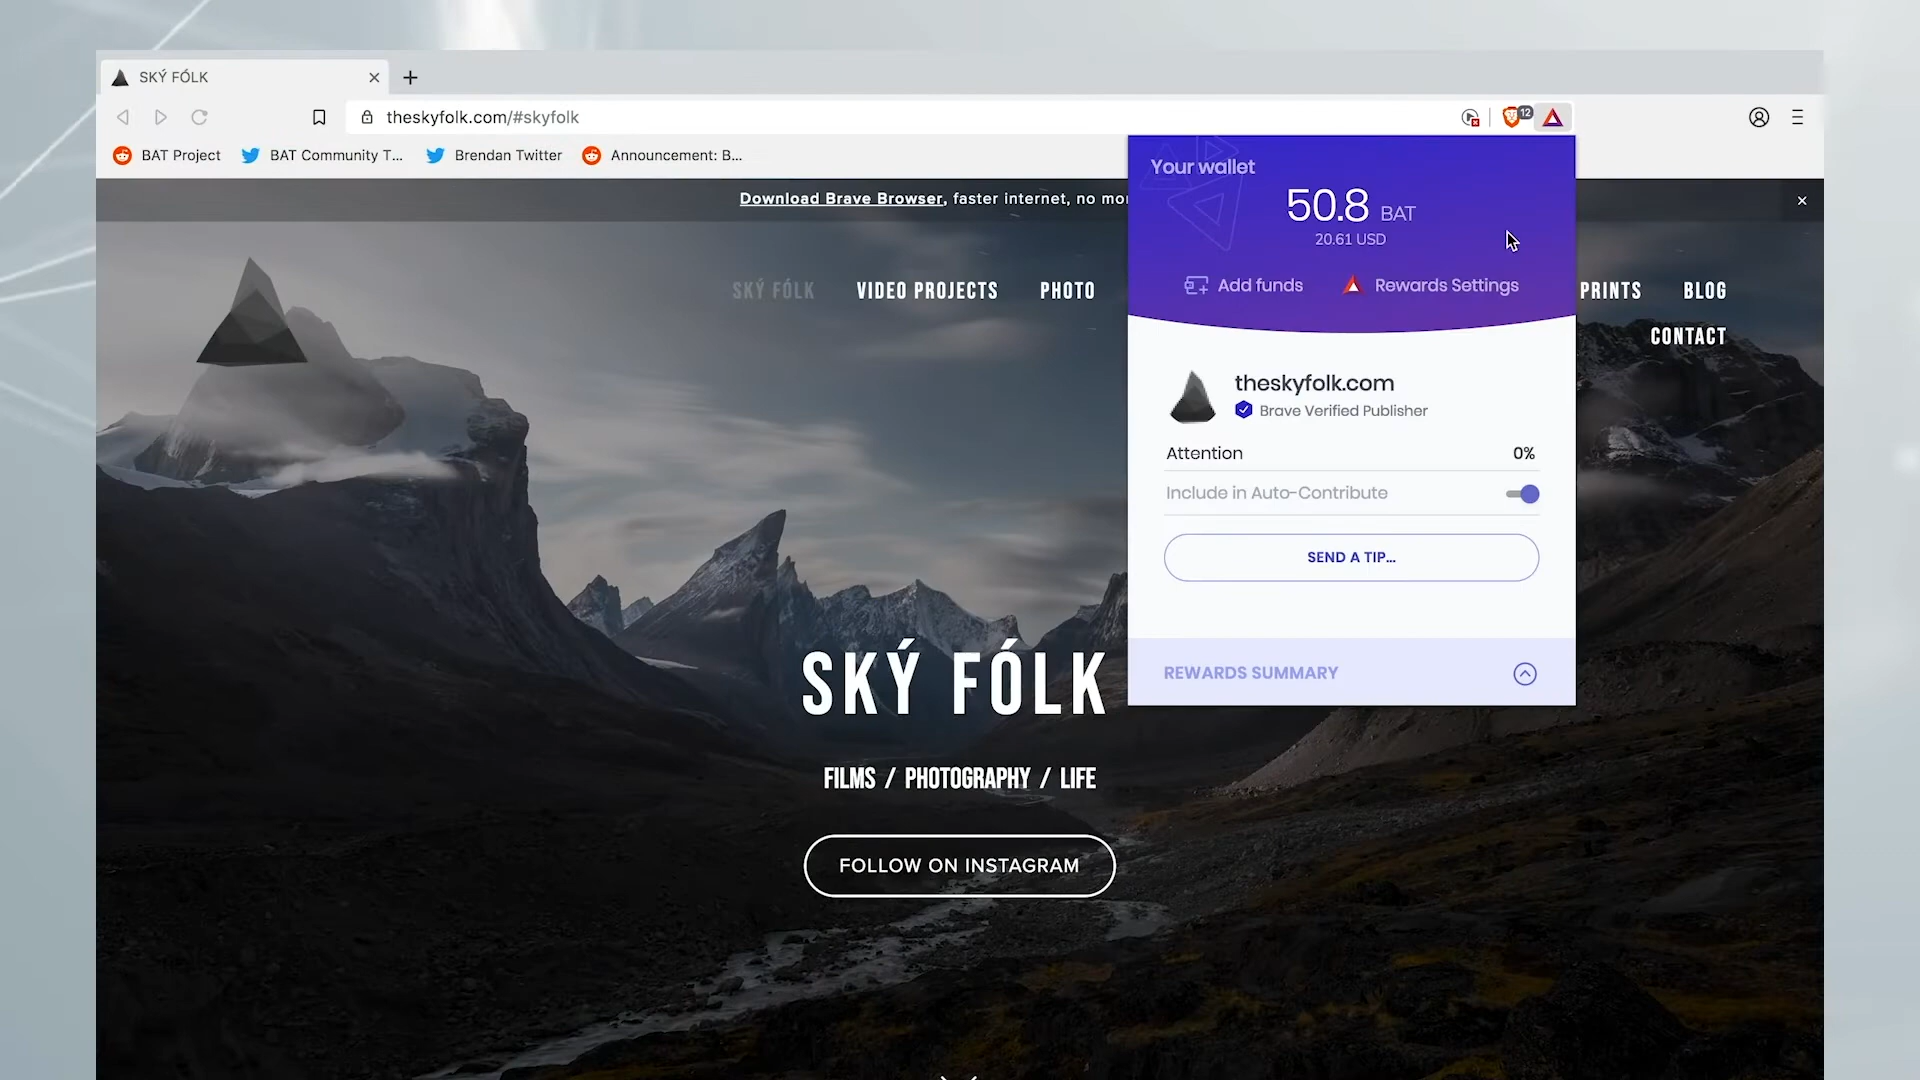 SKÝ FÓLK
theskyfolk.com/#skyfolk
12
BAT Project
BAT Community T...
Brendan Twitter
Announcement: B...
Download Brave Browser, faster internet, no
SKÝ FÓLK
VIDEO PROJECTS
PHOTO
PRINTS
BLOG
CONTACT
Your wallet
50.8 BAT
20.61 USD
Add funds
Rewards Settings
theskyfolk.com
Brave Verified Publisher
Attention 0%
Include in Auto-Contribute
SEND A TIP...
REWARDS SUMMARY
SKÝ FÓLK
FILMS / PHOTOGRAPHY / LIFE
FOLLOW ON INSTAGRAM